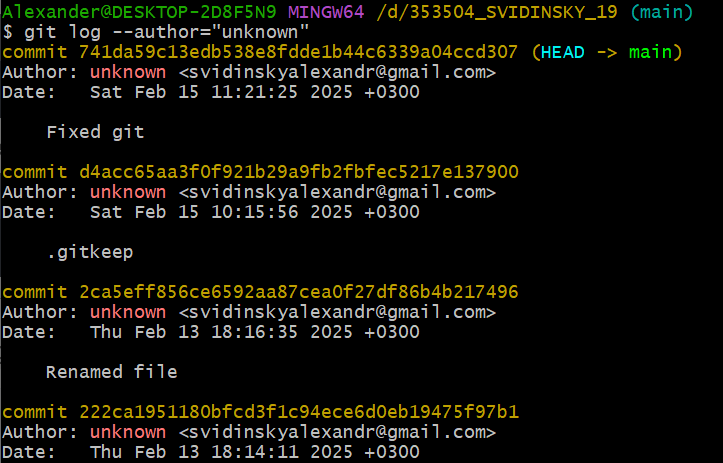 Alexander@DESKTOP-2D8F5N9 MINGW64 /d/353504_SVIDINSKY_19 (main)
$ git log --author="unknown"
commit 741da59c13edb538e8fdde1b44c6339a04ccd307 (HEAD -> main)
Author: unknown <svidinskyalexandr@gmail.com>
Date:   Sat Feb 15 11:21:25 2025 +0300
    Fixed git
commit d4acc65aa3f0f921b29a9fb2fbfec5217e137900
Author: unknown <svidinskyalexandr@gmail.com>
Date:   Sat Feb 15 10:15:56 2025 +0300
    .gitkeep
commit 2ca5eff856ce6592aa87cea0f27df86b4b217496
Author: unknown <svidinskyalexandr@gmail.com>
Date:   Thu Feb 13 18:16:35 2025 +0300
    Renamed file
commit 222ca1951180bfcd3f1c94ece6d0eb19475f97b1
Author: unknown <svidinskyalexandr@gmail.com>
Date:   Thu Feb 13 18:14:11 2025 +0300